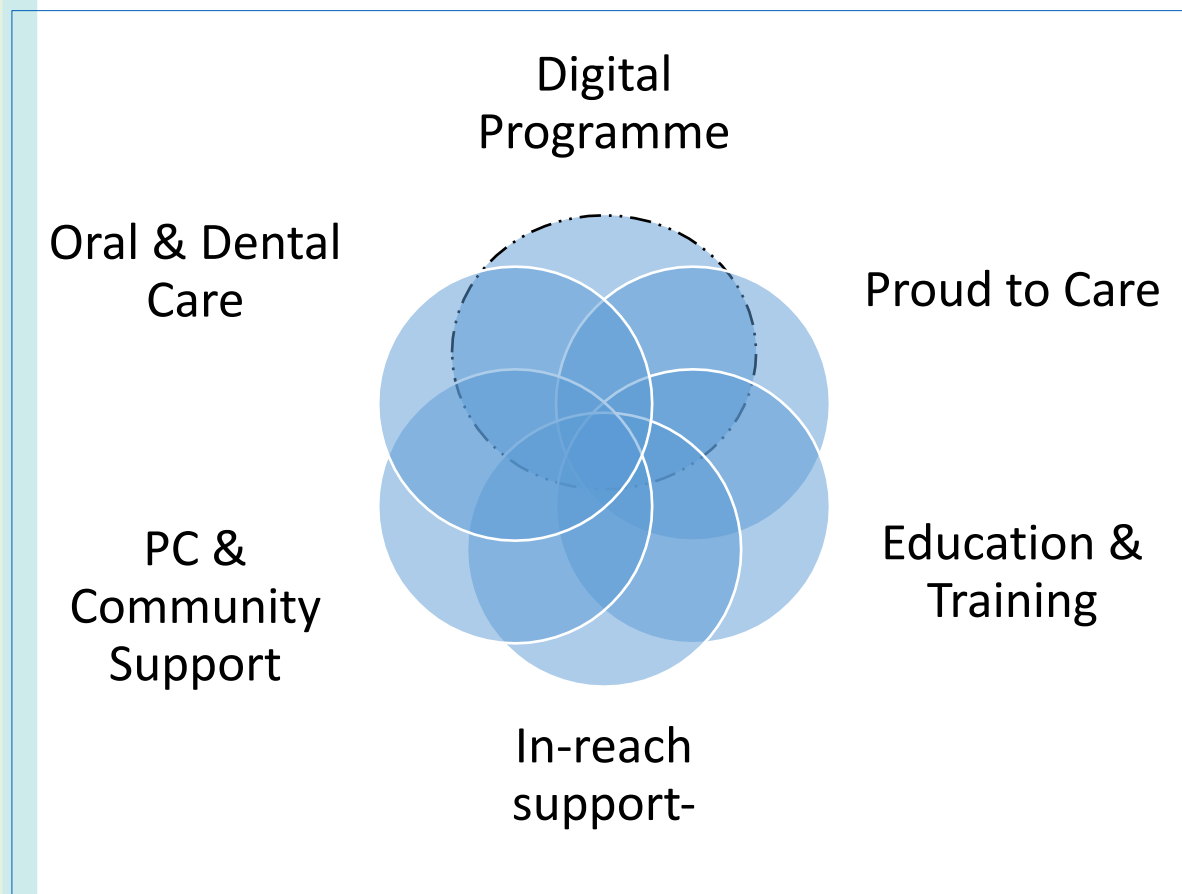 Digital
Programme
Oral & Dental
Care
Proud to Care
PC &
Community
Support
Education &
Training
In-reach
support-